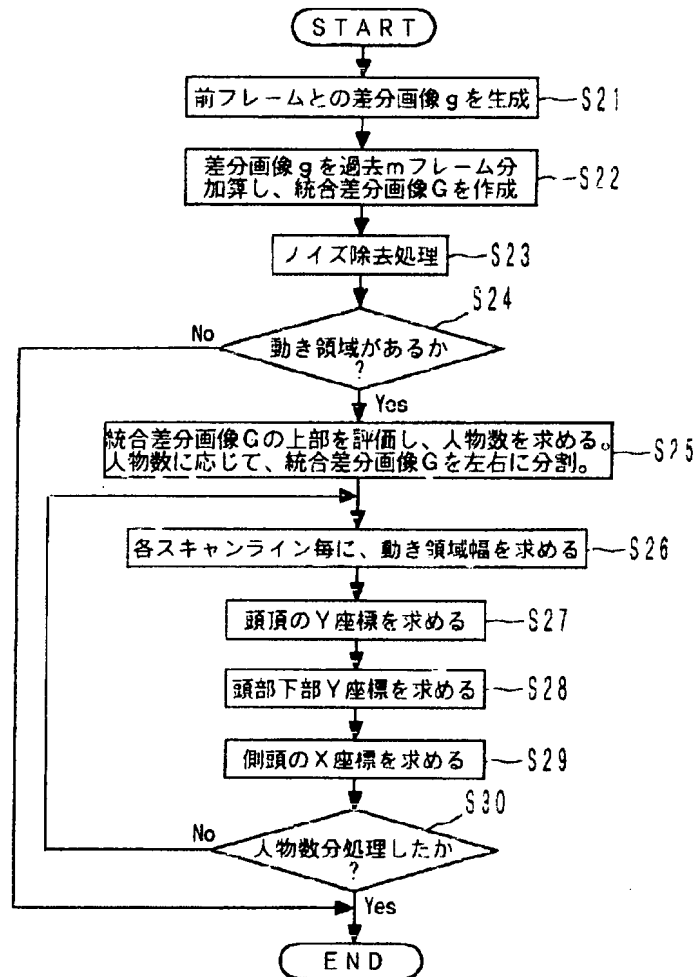 START
前フレームとの差分画像gを生成
S21
差分画像gを過去mフレーム分
加算し、統合差分画像Gを作成
S22
ノイズ除去処理
S23
S24
動き領域があるか
?
No
Yes
統合差分画像Gの上部を評価し、人物数を求める。
人物数に応じて、統合差分画像Gを左右に分割。
S25
各スキャンライン毎に、動き領域幅を求める
S26
頭頂のY座標を求める
S27
頭部下部Y座標を求める
S28
側頭のX座標を求める
S29
S30
人物数分処理したか
?
No
Yes
END